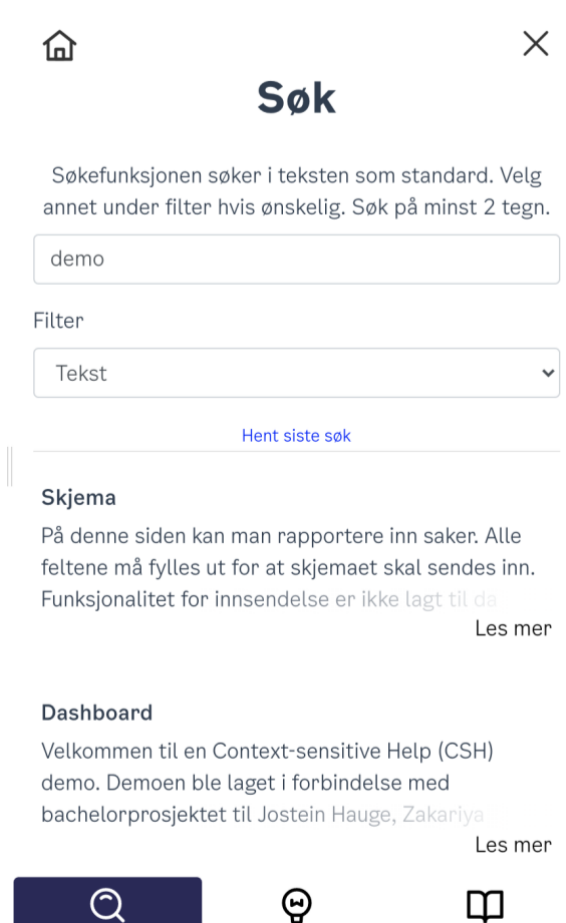 Søk
Søkefunksjonen søker i teksten som standard. Velg
annet under filter hvis ønskelig. Søk på minst 2 tegn.
demo
Filter
Tekst
Hent siste søk
Skjema
På denne siden kan man rapportere inn saker. Alle
feltene må fylles ut for at skjemaet skal sendes inn.
Funksjonalitet for innsendelse er ikke lagt til da
Les mer
Dashboard
Velkommen til en Context-sensitive Help (CSH)
demo. Demoen ble laget i forbindelse med
bachelorprosjektet til Jostein Hauge, Zakariya
Les mer